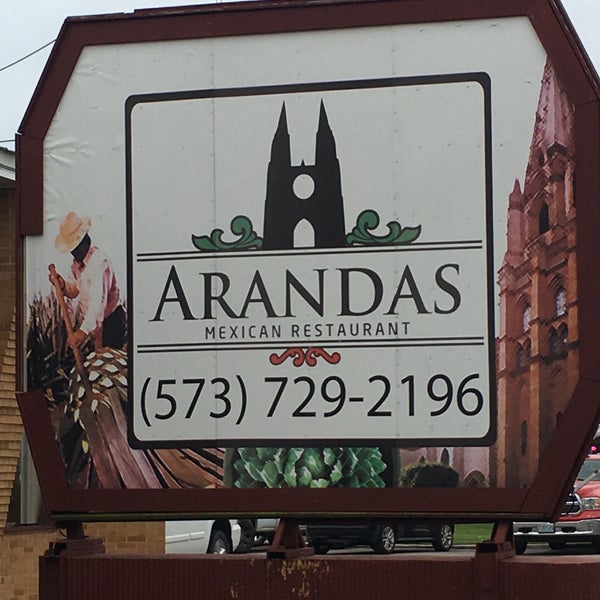 ARANDAS
MEXICAN RESTAURANT
(573) 729-2196